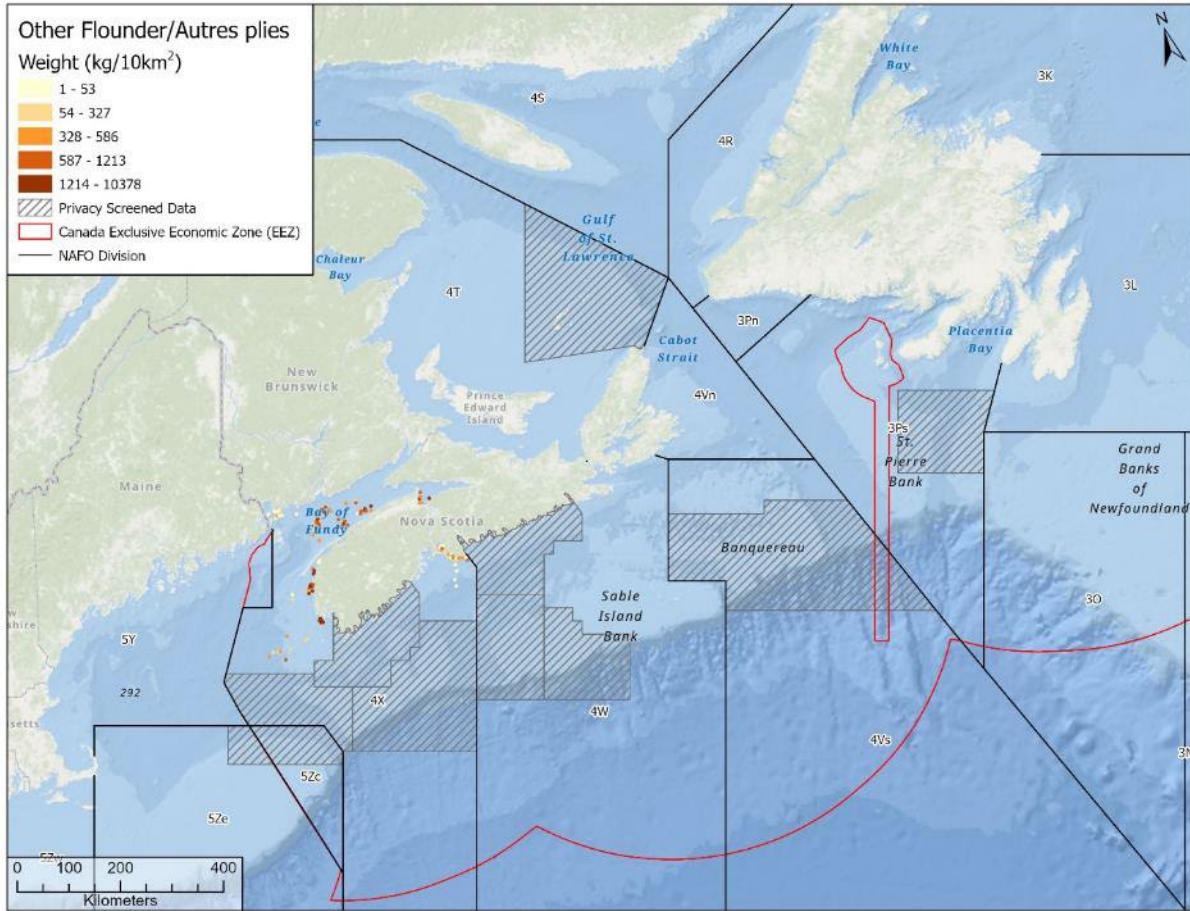 Other Flounder/Autres plies
Weight (kg/10km²)
1 - 53
54 - 327
328 - 586
587 - 1213
1214 - 10378
Privacy Screened Data
Canada Exclusive Economic Zone (EEZ)
NAFO Division
N
White
Bay
3K
4S
4R
Gulf
of St.
Lawrence
Chaleur
Bay
4T
3L
3Pn
Placentia
Bay
Cabot
Strait
New
Brunswick
Prince
Edward
Island
4Vn
3Ps
St.
Pierre
Bank
Grand
Banks
of
Newfoundland
Maine
Bay of
Fundy
Nova Scotia
Banquereau
Sable
Island
Bank
3O
5Y
292
4X
4W
4Vs
5Zc
5Ze
0 100 200 400
Kilometers